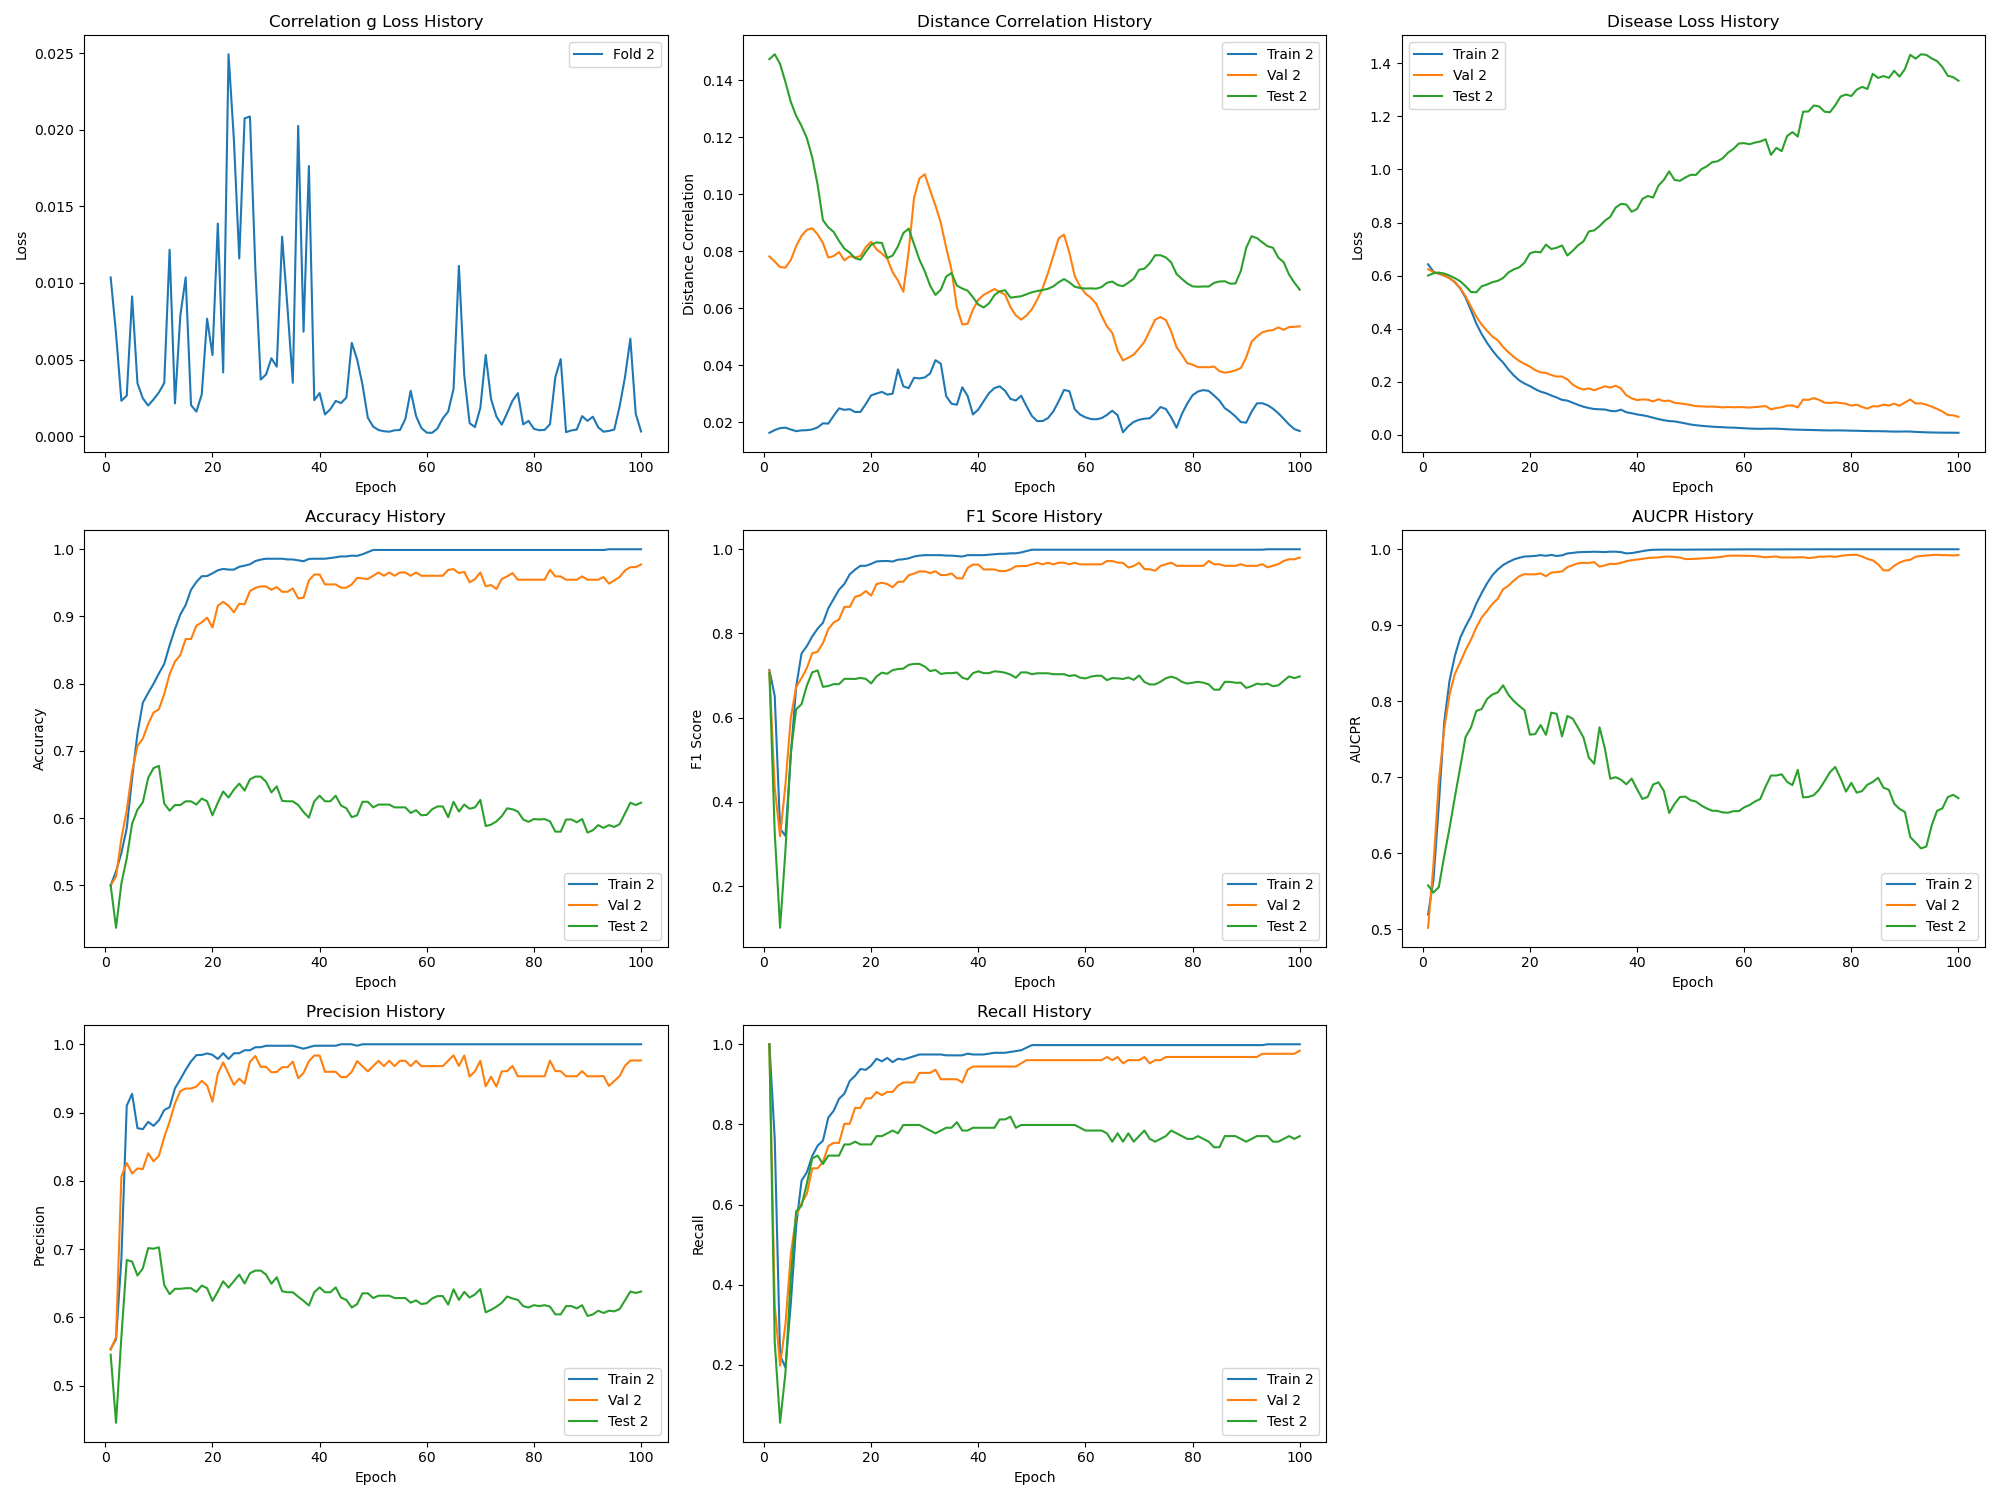 Correlation g Loss History
Loss
0.025
0.020
0.015
0.010
0.005
0.000
0 20 40 60 80 100
Epoch
Fold 2
Distance Correlation History
Distance Correlation
0.14
0.12
0.10
0.08
0.06
0.04
0.02
0 20 40 60 80 100
Epoch
Train 2
Val 2
Test 2
Disease Loss History
Loss
1.4
1.2
1.0
0.8
0.6
0.4
0.2
0.0
0 20 40 60 80 100
Epoch
Train 2
Val 2
Test 2
Accuracy History
Accuracy
1.0
0.9
0.8
0.7
0.6
0.5
0 20 40 60 80 100
Epoch
Train 2
Val 2
Test 2
F1 Score History
F1 Score
1.0
0.8
0.6
0.4
0.2
0 20 40 60 80 100
Epoch
Train 2
Val 2
Test 2
AUCPR History
AUCPR
1.0
0.9
0.8
0.7
0.6
0.5
0 20 40 60 80 100
Epoch
Train 2
Val 2
Test 2
Precision History
Precision
1.0
0.9
0.8
0.7
0.6
0.5
0 20 40 60 80 100
Epoch
Train 2
Val 2
Test 2
Recall History
Recall
1.0
0.8
0.6
0.4
0.2
0 20 40 60 80 100
Epoch
Train 2
Val 2
Test 2